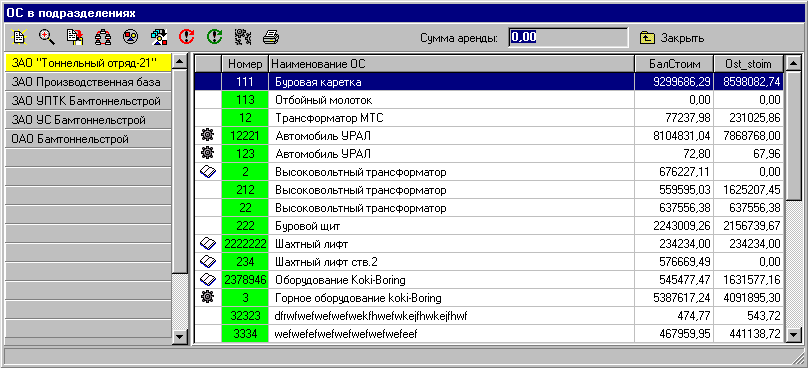 ОС в подразделениях
Сумма аренды: 0,00 Закрыть
ЗАО "Тоннельный отряд-21"
ЗАО Производственная база
ЗАО УПТК Бамтоннельстрой
ЗАО УС Бамтоннельстрой
ОАО Бамтоннельстрой
Номер Наименование ОС БалСтоим Ost_stoim
111 Буровая каретка 9299686,29 8598082,74
113 Отбойный молоток 0,00 0,00
12 Трансформатор МТС 77237,98 231025,86
12221 Автомобиль УРАЛ 8104831,04 7868768,00
123 Автомобиль УРАЛ 72,80 67,96
2 Высоковольтный трансформатор 676227,11 0,00
212 Высоковольтный трансформатор 559595,03 1625207,45
22 Высоковольтный трансформатор 637556,38 637556,38
222 Буровой щит 2243009,26 2156739,67
2222222 Шахтный лифт 234234,00 234234,00
234 Шахтный лифт ств.2 576669,49 0,00
2378946 Оборудование Koki-Boring 545477,47 1631577,16
3 Горное оборудование koki-Boring 5387617,24 4091895,30
32323 dfrwfwefwefwefwekfhwefwkejfhwkejfhwf 474,77 543,72
3334 wefwefefwefwefwefwefwefeef 467959,95 441138,72